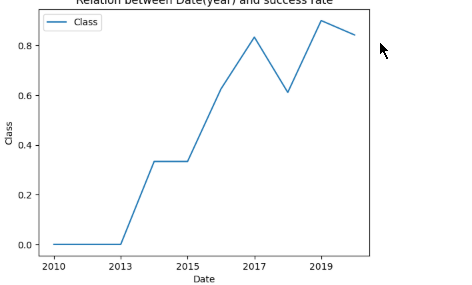 Relation between Date(year) and success rate
Class
0.8
0.6
0.4
0.2
0.0
Class
2010
2013
2015
2017
2019
Date